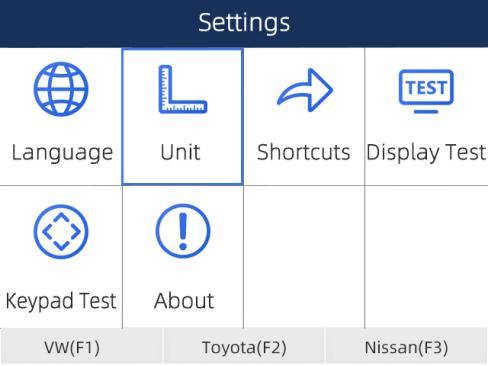 Settings
TEST
Language Unit Shortcuts Display Test
Keypad Test About
VW(F1) Toyota(F2) Nissan(F3)